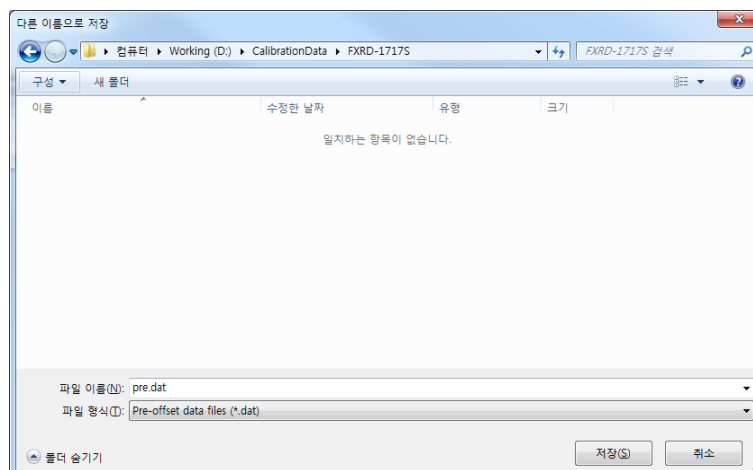 다른 이름으로 저장
컴퓨터 ▸ Working (D:) ▸ CalibrationData ▸ FXRD-1717S
FXRD-1717S 검색
구성 새 폴더
이름 수정한 날짜 유형 크기
일치하는 항목이 없습니다.
파일 이름(N): pre.dat
파일 형식(T): Pre-offset data files (*.dat)
폴더 숨기기 저장(S) 취소